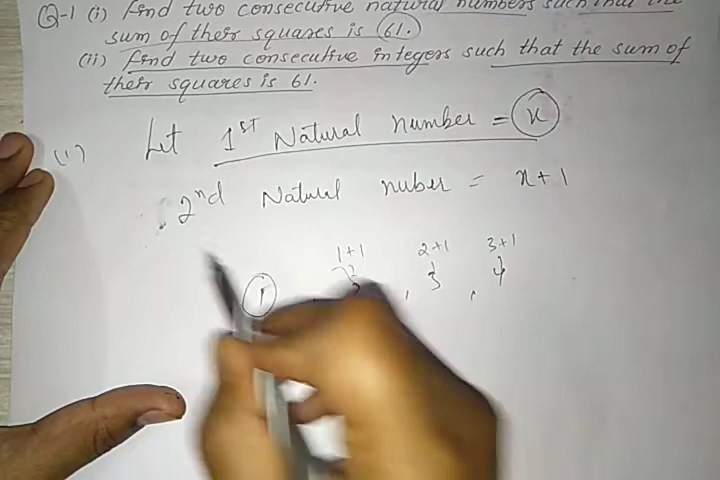 Q-1 (i) Find two consecutive natural numbers such that the
sum of their squares is 61.
(ii) Find two consecutive integers such that the sum of
their squares is 61.
(i) Let 1st Natural number = x
∴ 2nd Natural nuber = x+1
1+1 2+1 3+1
1 2 , 3 , 4